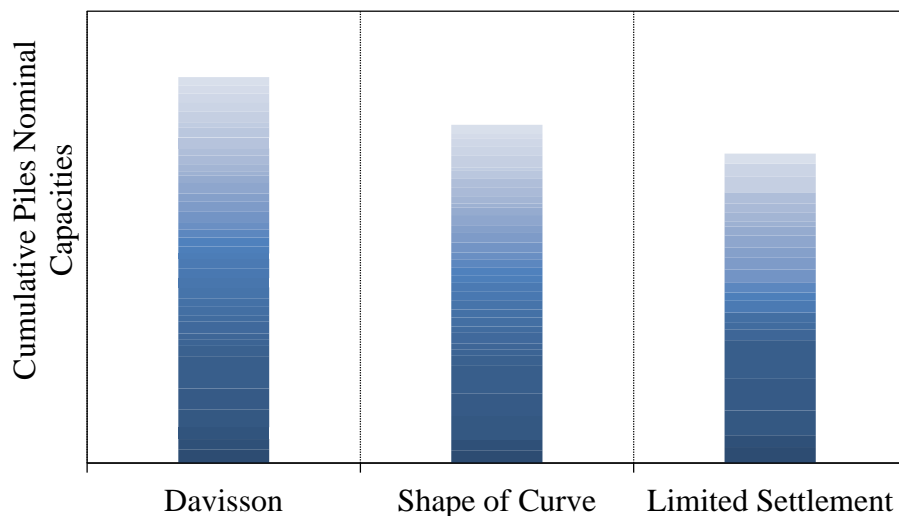 Cumulative Piles Nominal
Capacities
Davisson
Shape of Curve
Limited Settlement